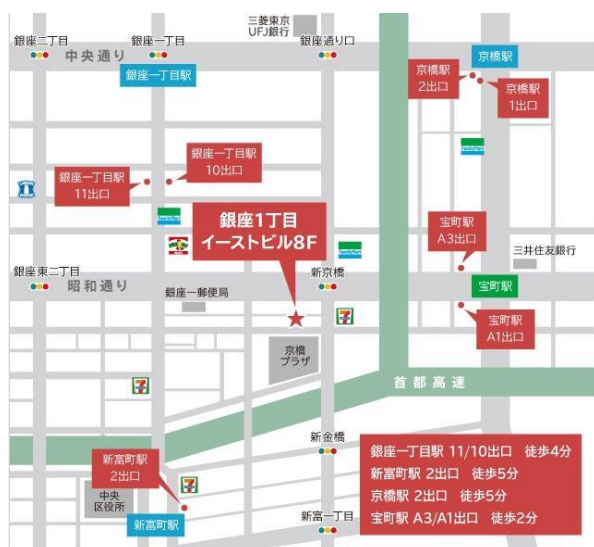 三菱東京
UFJ銀行
銀座二丁目
銀座一丁目
銀座通り口
中央通り
銀座一丁目駅
京橋駅
2出口
京橋駅
京橋駅
1出口
銀座一丁目駅
10出口
銀座一丁目駅
11出口
FamilyMart
FamilyMart
銀座1丁目
イーストビル8F
FamilyMart
宝町駅
A3出口
三井住友銀行
銀座東二丁目
昭和通り
新京橋
宝町駅
銀座一郵便局
宝町駅
A1出口
京橋
プラザ
首都高速
新金橋
新富町駅
2出口
中央
区役所
新富町駅
新富一丁目
銀座一丁目駅 11/10出口 徒歩4分
新富町駅 2出口 徒歩5分
京橋駅 2出口 徒歩5分
宝町駅 A3/A1出口 徒歩2分